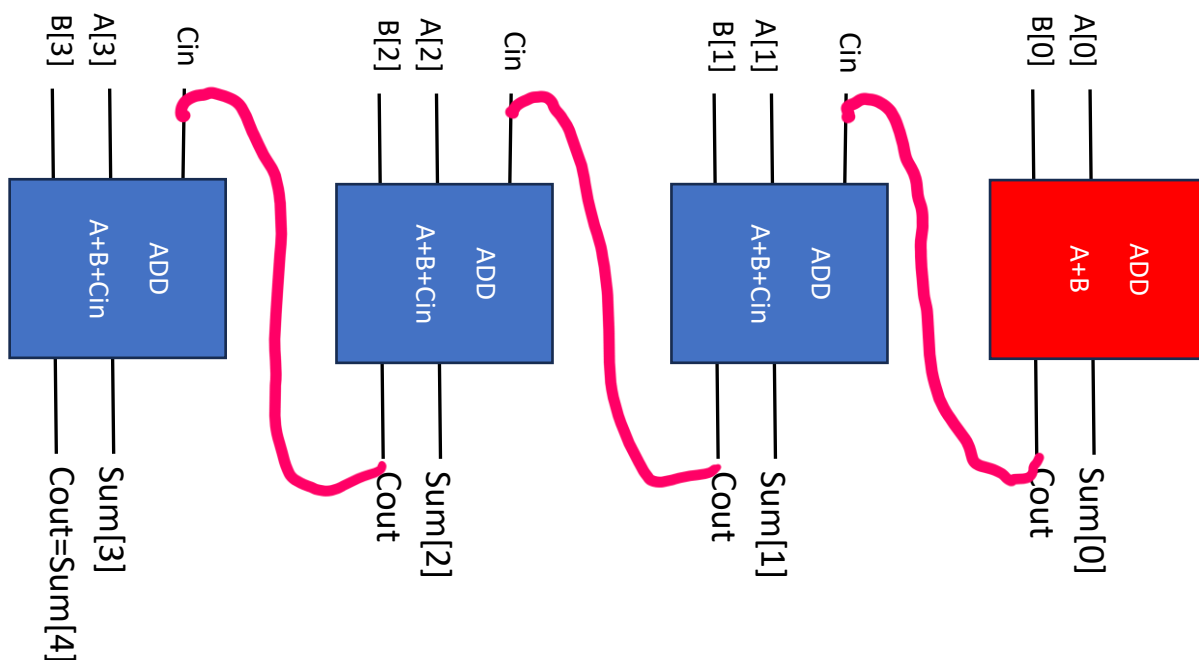 B[3]
A[3]
Cin
B[2]
A[2]
Cin
B[1]
A[1]
Cin
B[0]
A[0]
ADD
A+B+Cin
ADD
A+B+Cin
ADD
A+B+Cin
ADD
A+B
Cout=Sum[4]
Sum[3]
Cout
Sum[2]
Cout
Sum[1]
Cout
Sum[0]